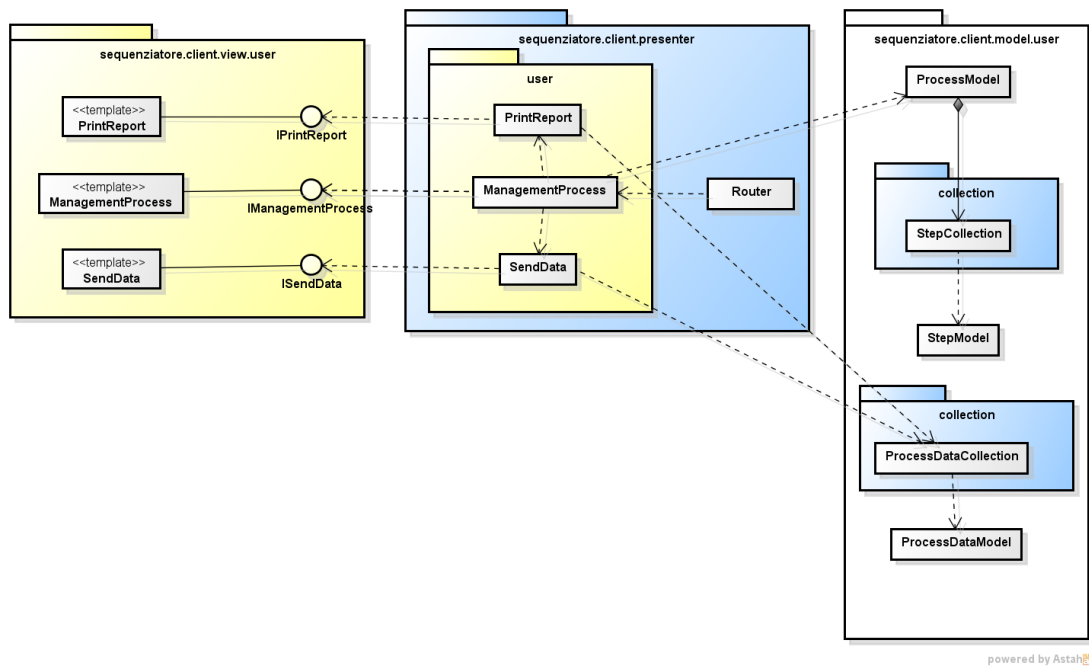 sequenziatore.client.view.user
<<template>>
PrintReport
IPrintReport
<<template>>
ManagementProcess
IManagementProcess
<<template>>
SendData
ISendData
sequenziatore.client.presenter
user
PrintReport
ManagementProcess
Router
SendData
sequenziatore.client.model.user
ProcessModel
collection
StepCollection
StepModel
collection
ProcessDataCollection
ProcessDataModel
powered by Astah